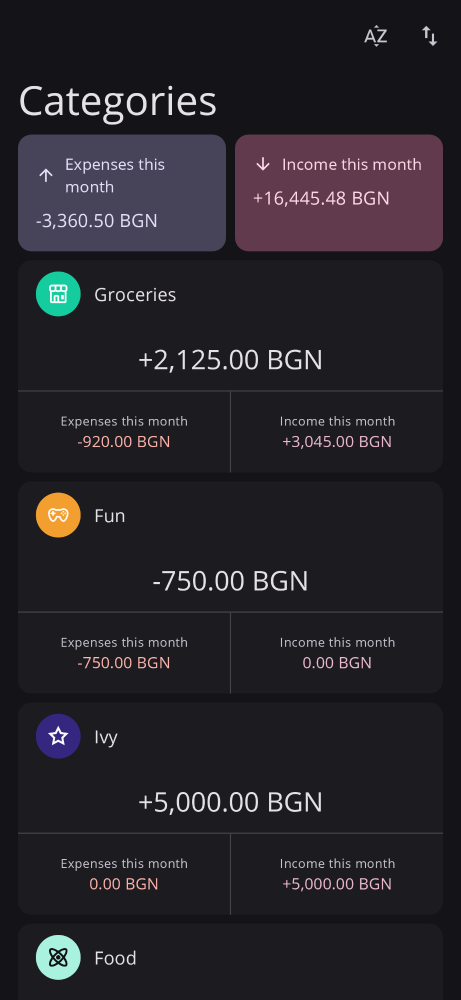 AZ
Categories
Expenses this
month
-3,360.50 BGN
Income this month
+16,445.48 BGN
Groceries
+2,125.00 BGN
Expenses this month
-920.00 BGN
Income this month
+3,045.00 BGN
Fun
-750.00 BGN
Expenses this month
-750.00 BGN
Income this month
0.00 BGN
Ivy
+5,000.00 BGN
Expenses this month
0.00 BGN
Income this month
+5,000.00 BGN
Food